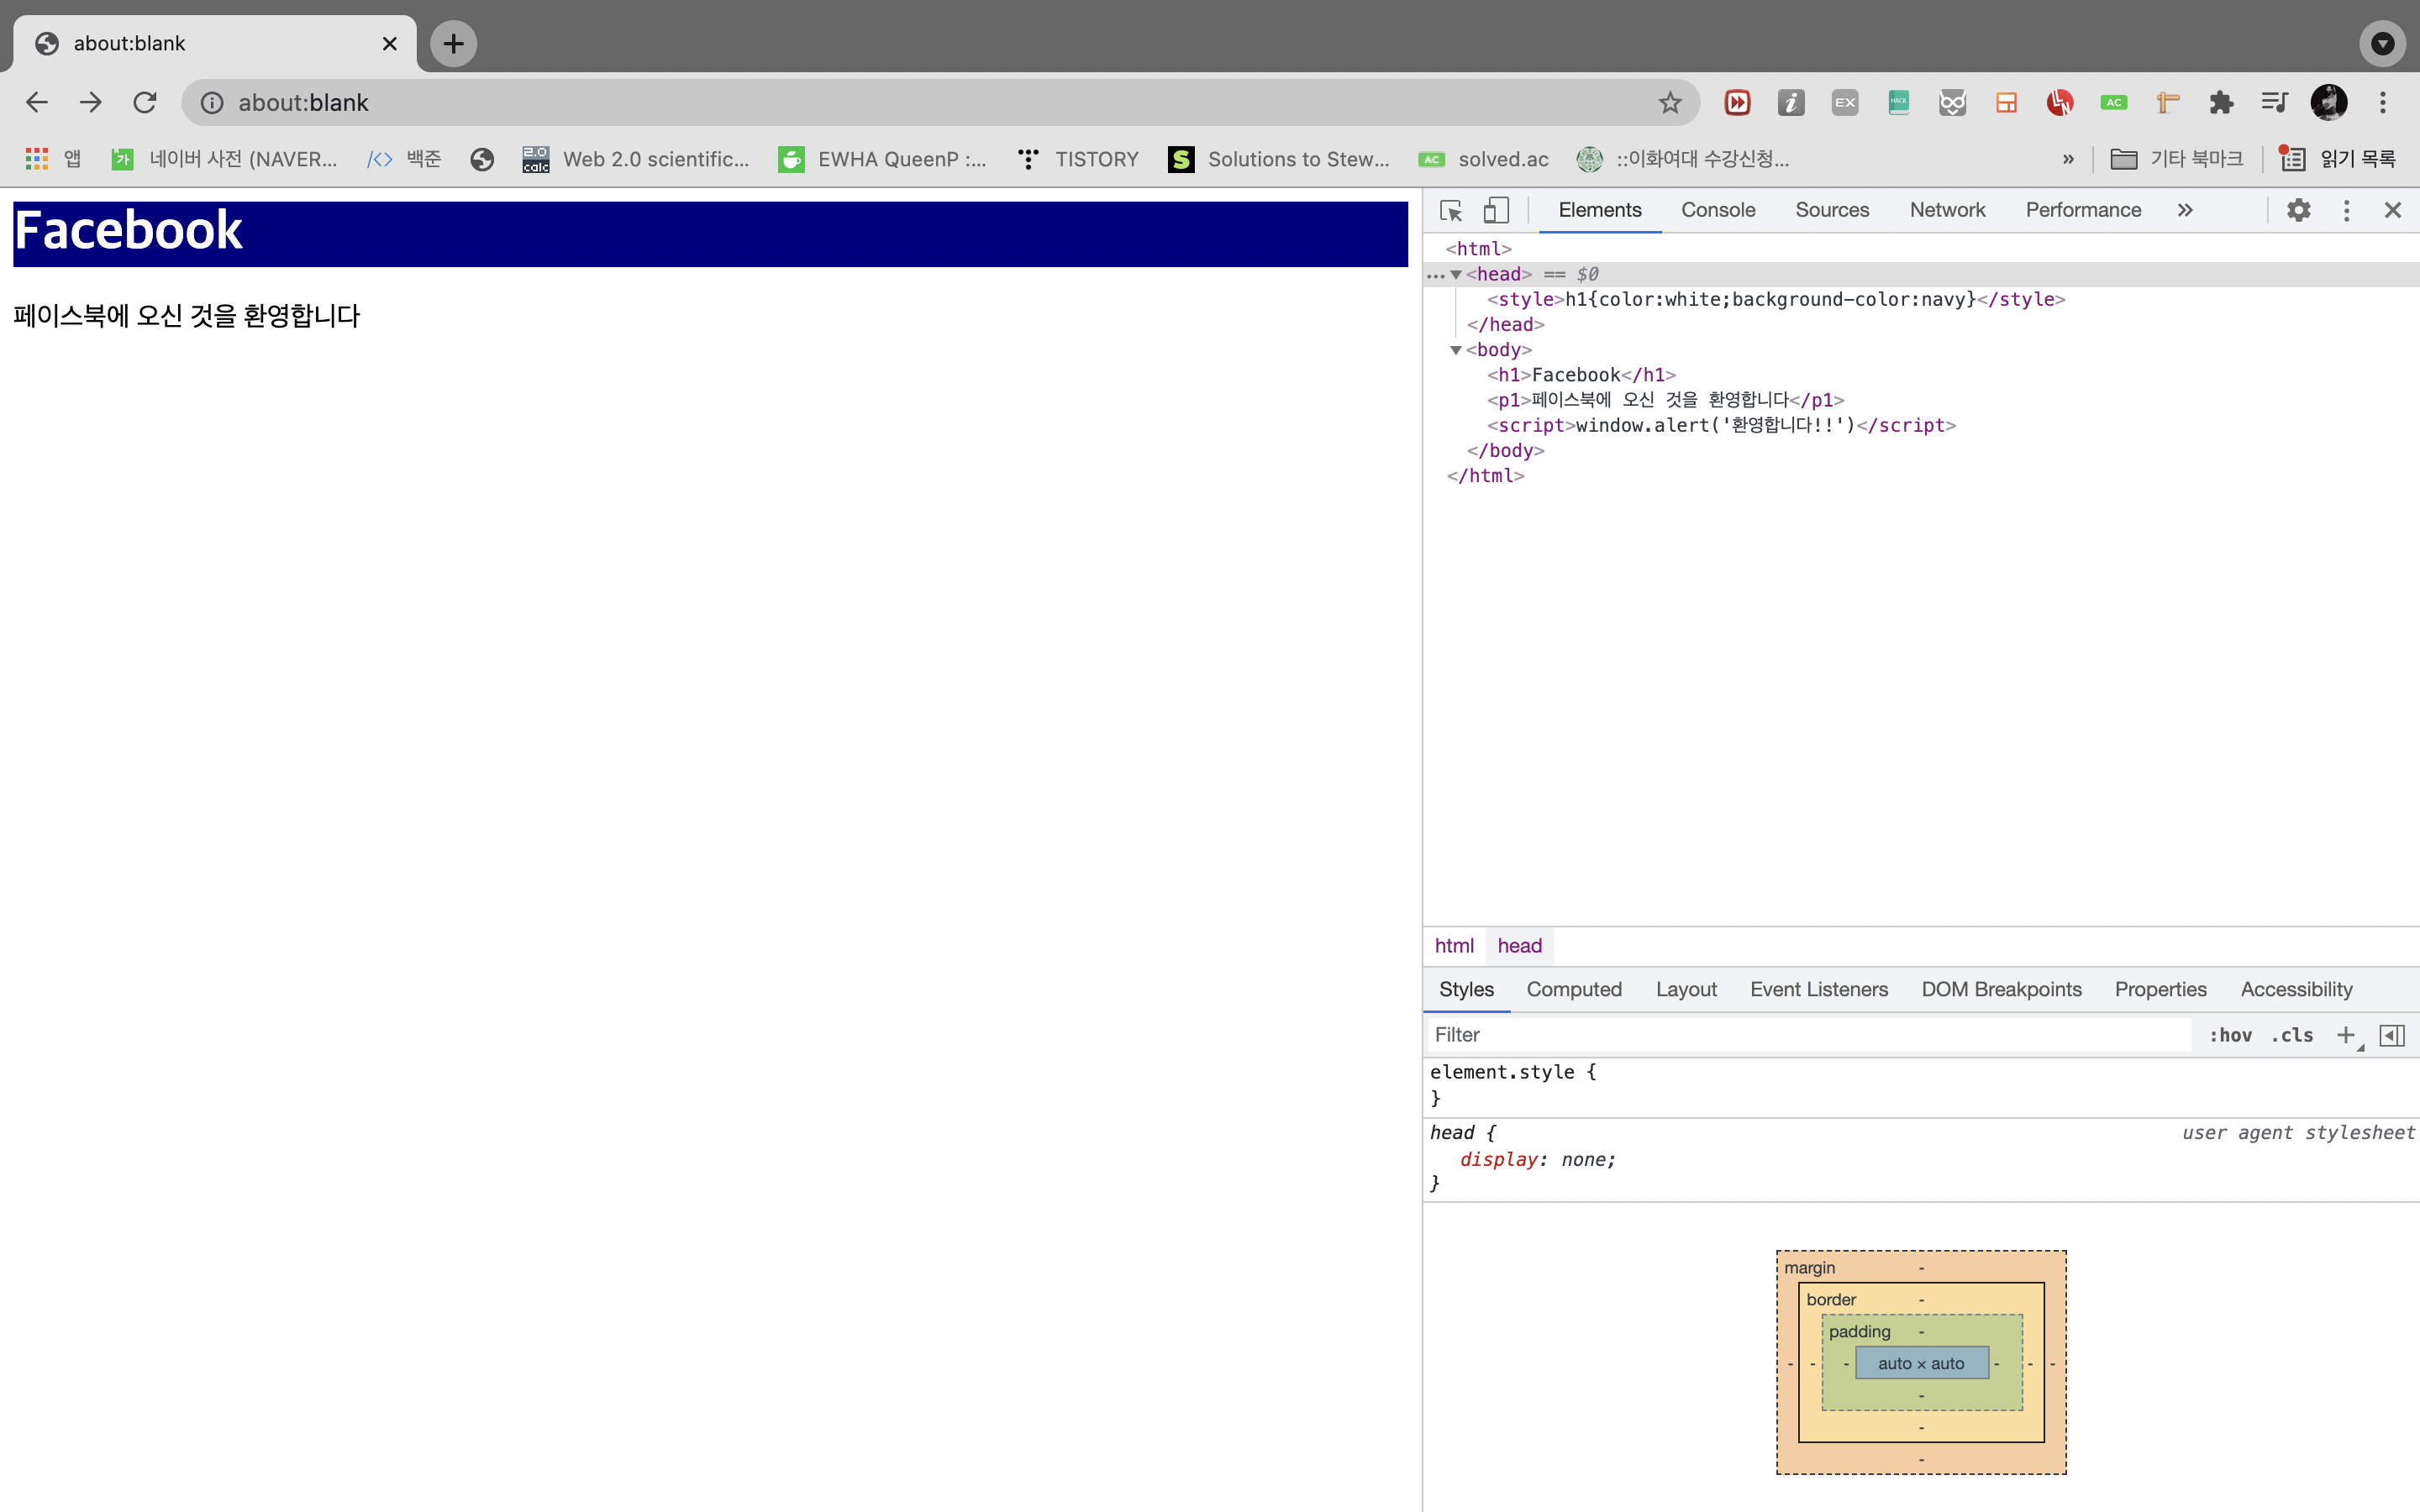 about:blank
about:blank
앱 네이버 사전 (NAVER... 백준 Web 2.0 scientific... EWHA QueenP :... TISTORY Solutions to Stew... solved.ac ::이화여대 수강신청... » 기타 북마크 읽기 목록
Facebook
페이스북에 오신 것을 환영합니다
Elements Console Sources Network Performance »
<html>
<head> == $0
<style>h1{color:white;background-color:navy}</style>
</head>
<body>
<h1>Facebook</h1>
<p1>페이스북에 오신 것을 환영합니다</p1>
<script>window.alert('환영합니다!!')</script>
</body>
</html>
html head
Styles Computed Layout Event Listeners DOM Breakpoints Properties Accessibility
Filter :hov .cls +
element.style {
}
head { user agent stylesheet
display: none;
}
margin -
border -
padding -
- - - auto × auto - - -
-
-
-